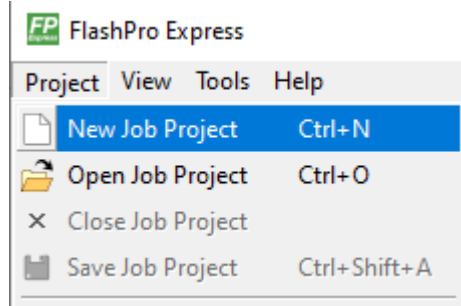 FP Express FlashPro Express
Project View Tools Help
New Job Project Ctrl+N
Open Job Project Ctrl+O
Close Job Project
Save Job Project Ctrl+Shift+A